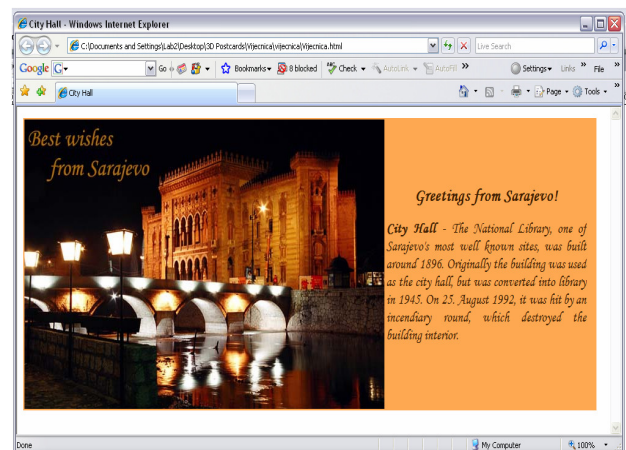 City Hall - Windows Internet Explorer
C:\Documents and Settings\Lab2\Desktop\3D Postcards\Vijecnica\vijecnica\Vijecnica.html
Live Search
Google
G
Go
Bookmarks
8 blocked
Check
AutoLink
AutoFill
Settings
Links
File
City Hall
Page
Tools
Best wishes
from Sarajevo
Greetings from Sarajevo!
City Hall - The National Library, one of
Sarajevo's most well known sites, was built
around 1896. Originally the building was used
as the city hall, but was converted into library
in 1945. On 25. August 1992, it was hit by an
incendiary round, which destroyed the
building interior.
Done
My Computer
100%